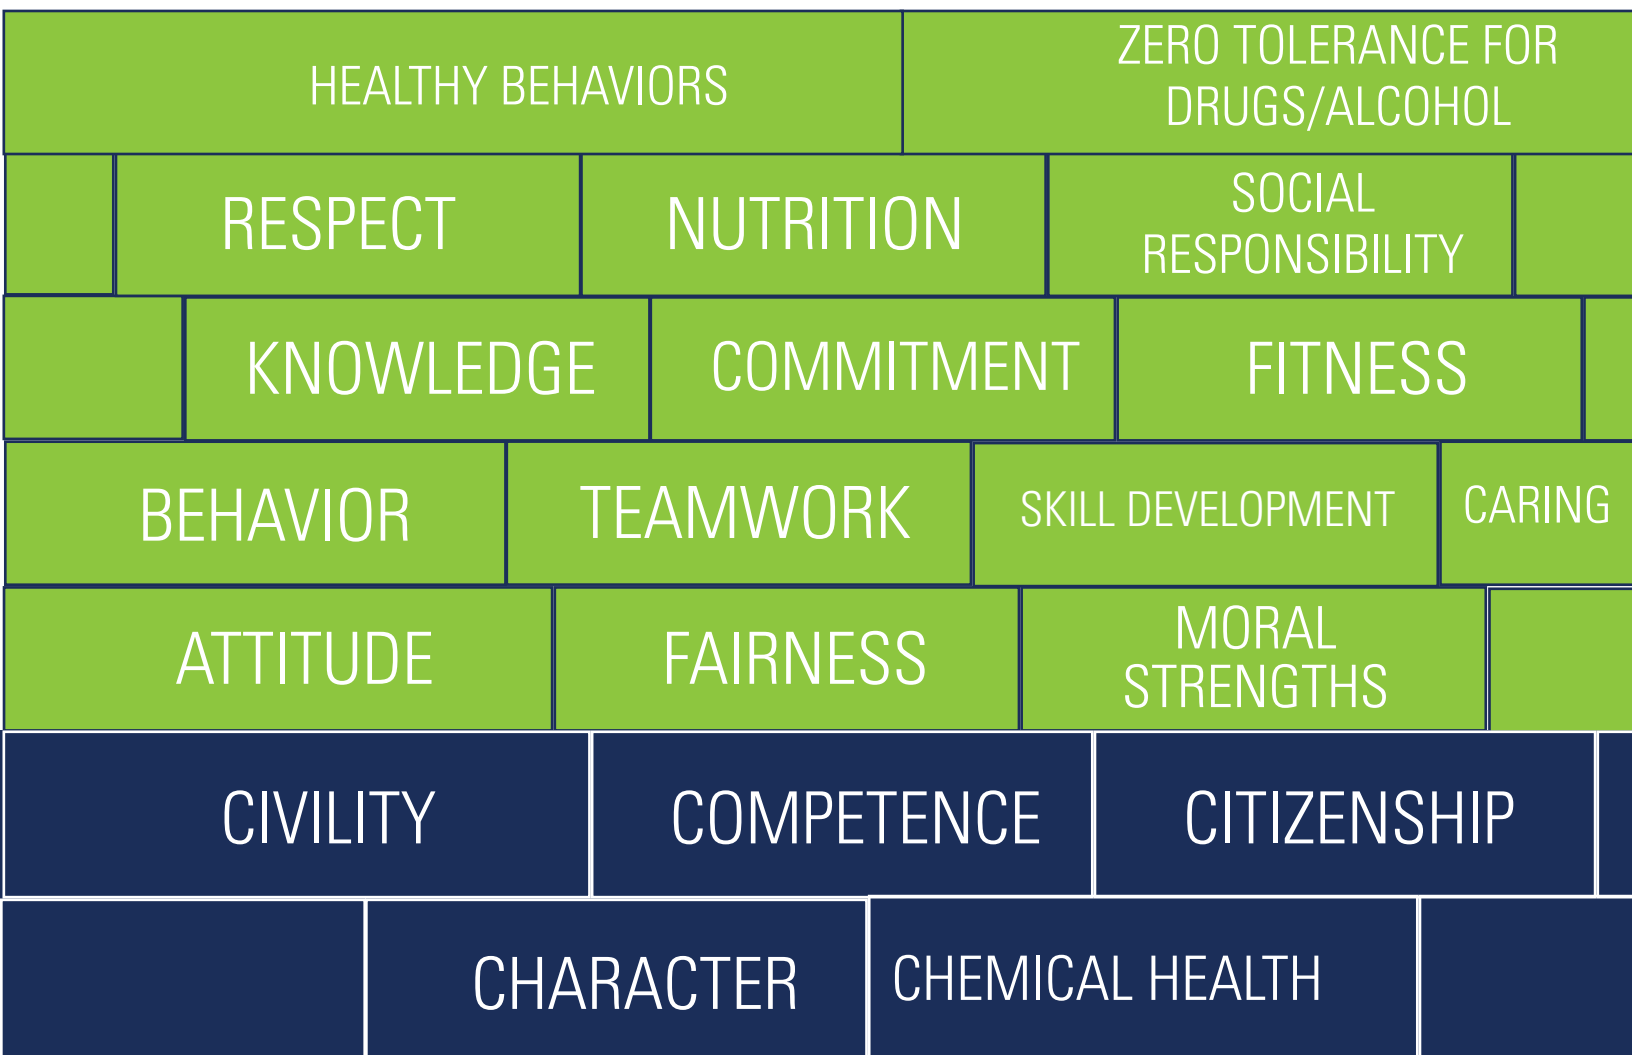 HEALTHY BEHAVIORS
ZERO TOLERANCE FOR
DRUGS/ALCOHOL
RESPECT
NUTRITION
SOCIAL
RESPONSIBILITY
KNOWLEDGE
COMMITMENT
FITNESS
BEHAVIOR
TEAMWORK
SKILL DEVELOPMENT
CARING
ATTITUDE
FAIRNESS
MORAL
STRENGTHS
CIVILITY
COMPETENCE
CITIZENSHIP
CHARACTER
CHEMICAL HEALTH